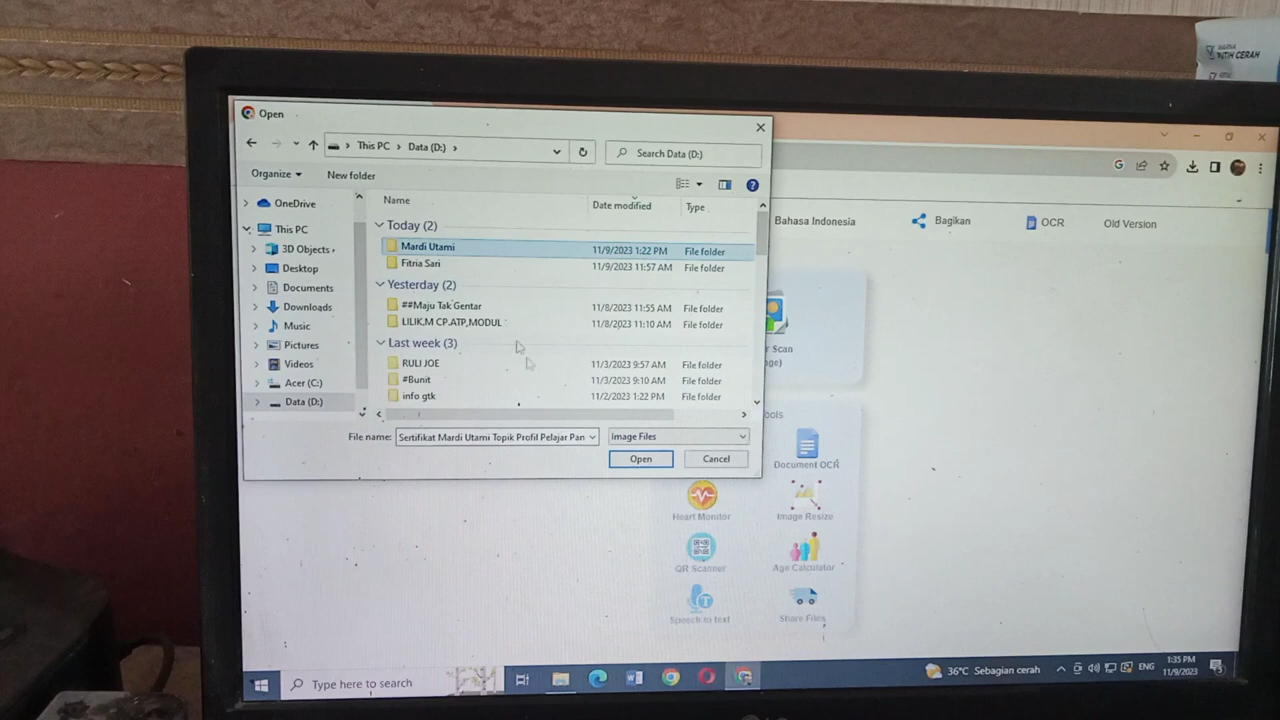 PUTIH CERAH
Open
This PC > Data (D:) >
Search Data (D:)
Organize
New folder
OneDrive
This PC
3D Objects
Desktop
Documents
Downloads
Music
Pictures
Videos
Acer (C:)
Data (D:)
Name Date modified Type
Today (2)
Mardi Utami 11/9/2023 1:22 PM File folder
Fitria Sari 11/9/2023 11:57 AM File folder
Yesterday (2)
##Maju Tak Gentar 11/8/2023 11:55 AM File folder
LILIK.M CP.ATP,MODUL 11/8/2023 11:10 AM File folder
Last week (3)
RULI JOE 11/3/2023 9:57 AM File folder
#Bunit 11/3/2023 9:10 AM File folder
info gtk 11/2/2023 1:22 PM File folder
File name: Sertifikat Mardi Utami Topik Profil Pelajar Pan
Image Files
Open Cancel
Bahasa Indonesia Bagikan OCR Old Version
r Scan
ge)
ools
Document OCR
Heart Monitor Image Resize
QR Scanner Age Calculator
Speech to text Share Files
Type here to search
36°C Sebagian cerah
ENG
1:35 PM
11/9/2023